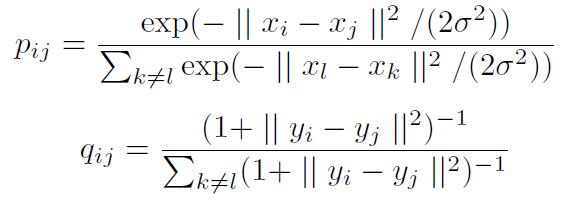 p_{ij} = \frac{\exp(- || x_i - x_j ||^2 / (2\sigma^2))}{\sum_{k \neq l} \exp(- || x_l - x_k ||^2 / (2\sigma^2))}
q_{ij} = \frac{(1 + || y_i - y_j ||^2)^{-1}}{\sum_{k \neq l} (1 + || y_i - y_j ||^2)^{-1}}